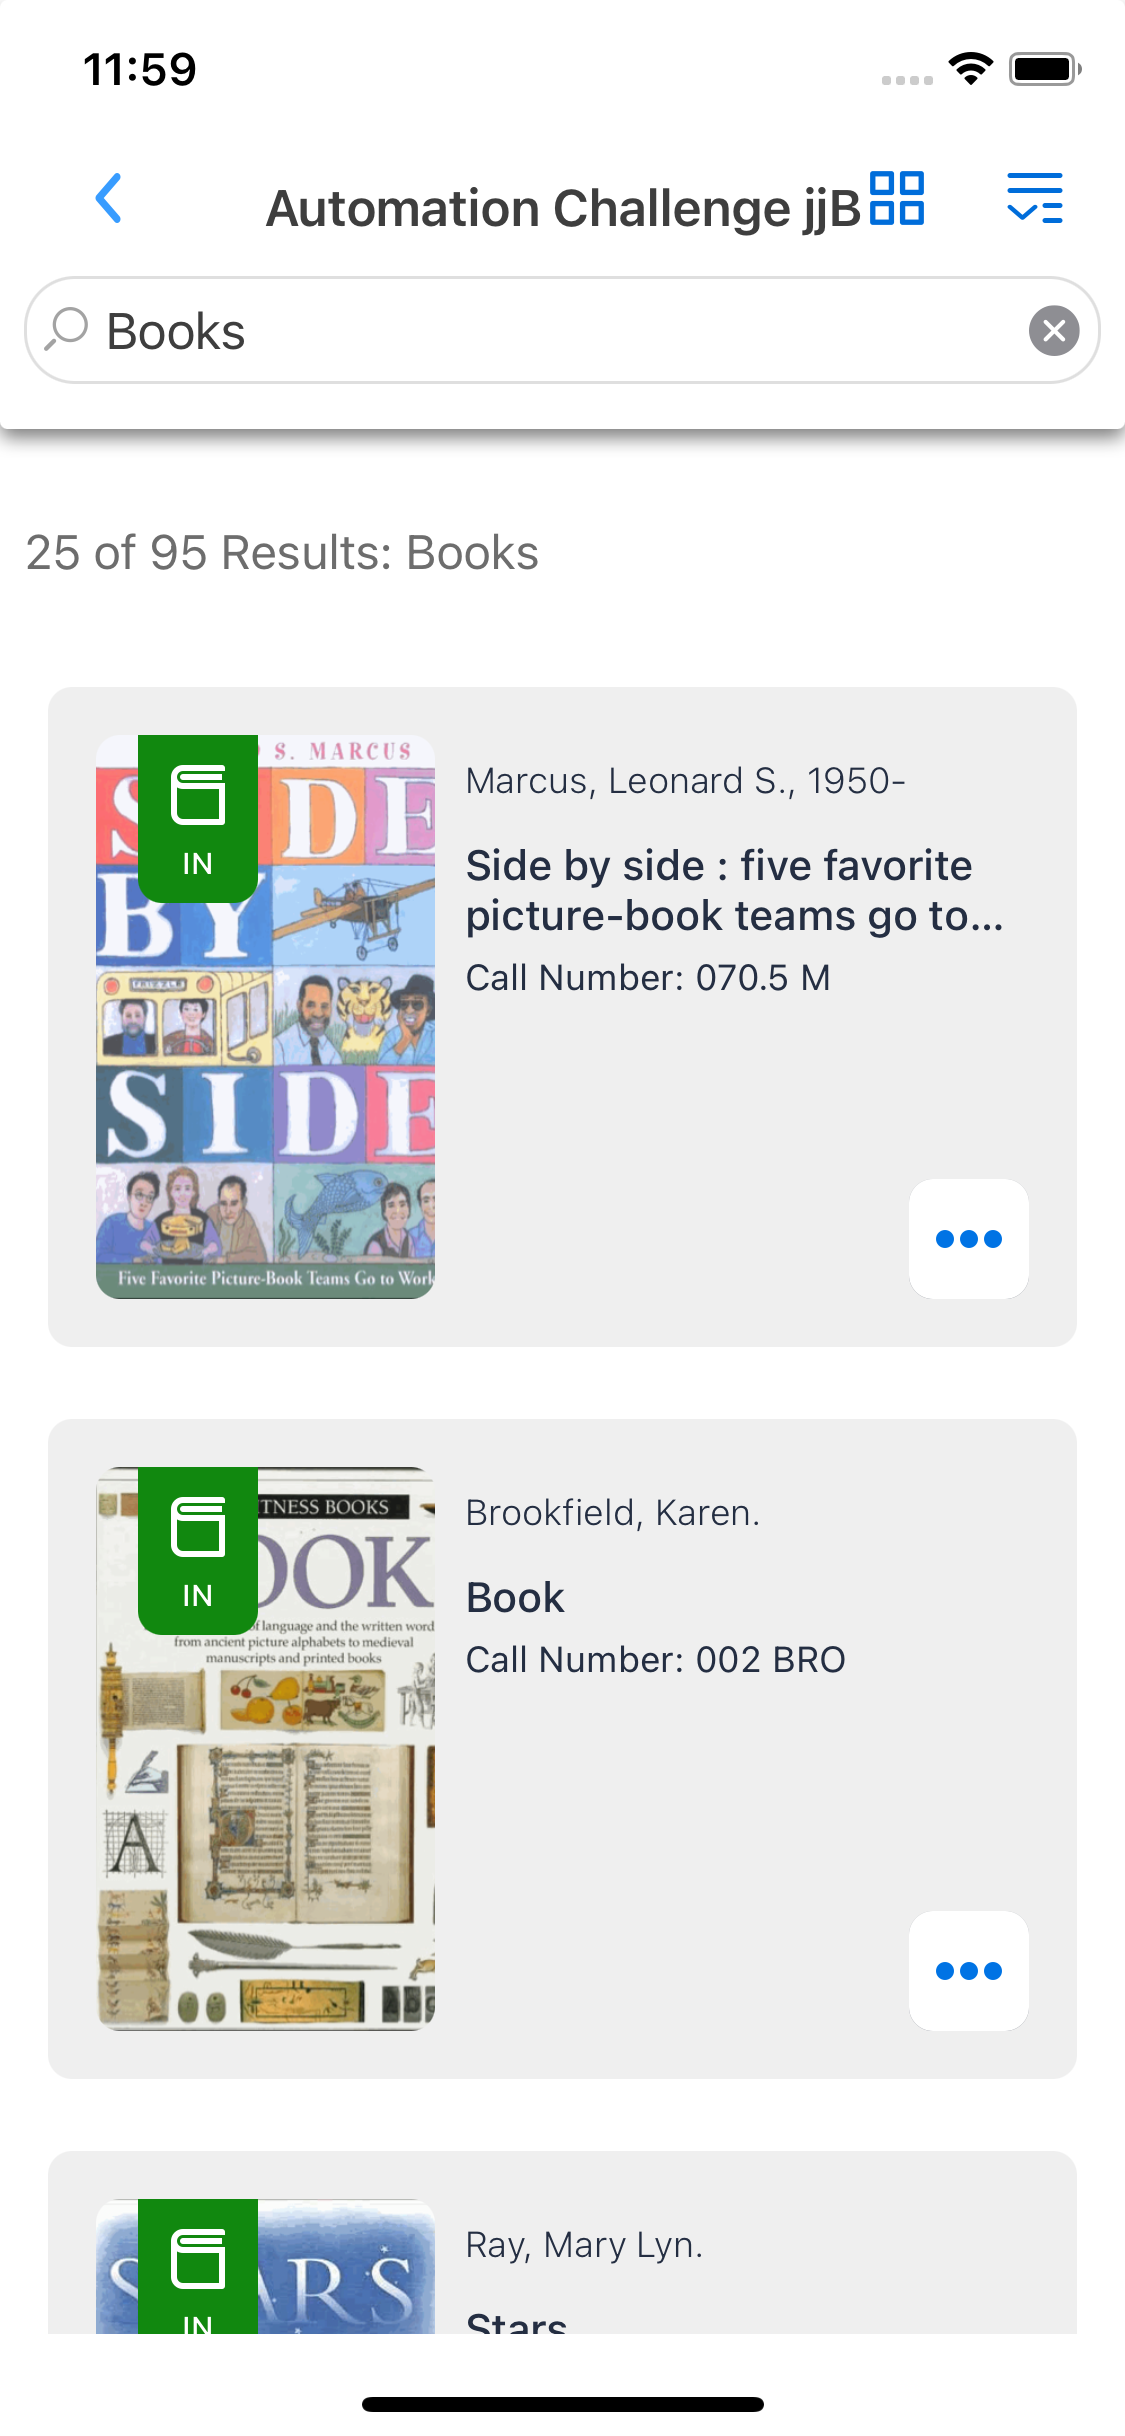 11:59
Automation Challenge jjB
Books
25 of 95 Results: Books
S. MARCUS
SIDE
BY
SIDE
FRIZZLE
Five Favorite Picture-Book Teams Go to Work
IN
Marcus, Leonard S., 1950-
Side by side : five favorite
picture-book teams go to...
Call Number: 070.5 M
ITNESS BOOKS
OOK
of language and the written word
from ancient picture alphabets to medieval
manuscripts and printed books
A
IN
Brookfield, Karen.
Book
Call Number: 002 BRO
S ARS
IN
Ray, Mary Lyn.
Stars